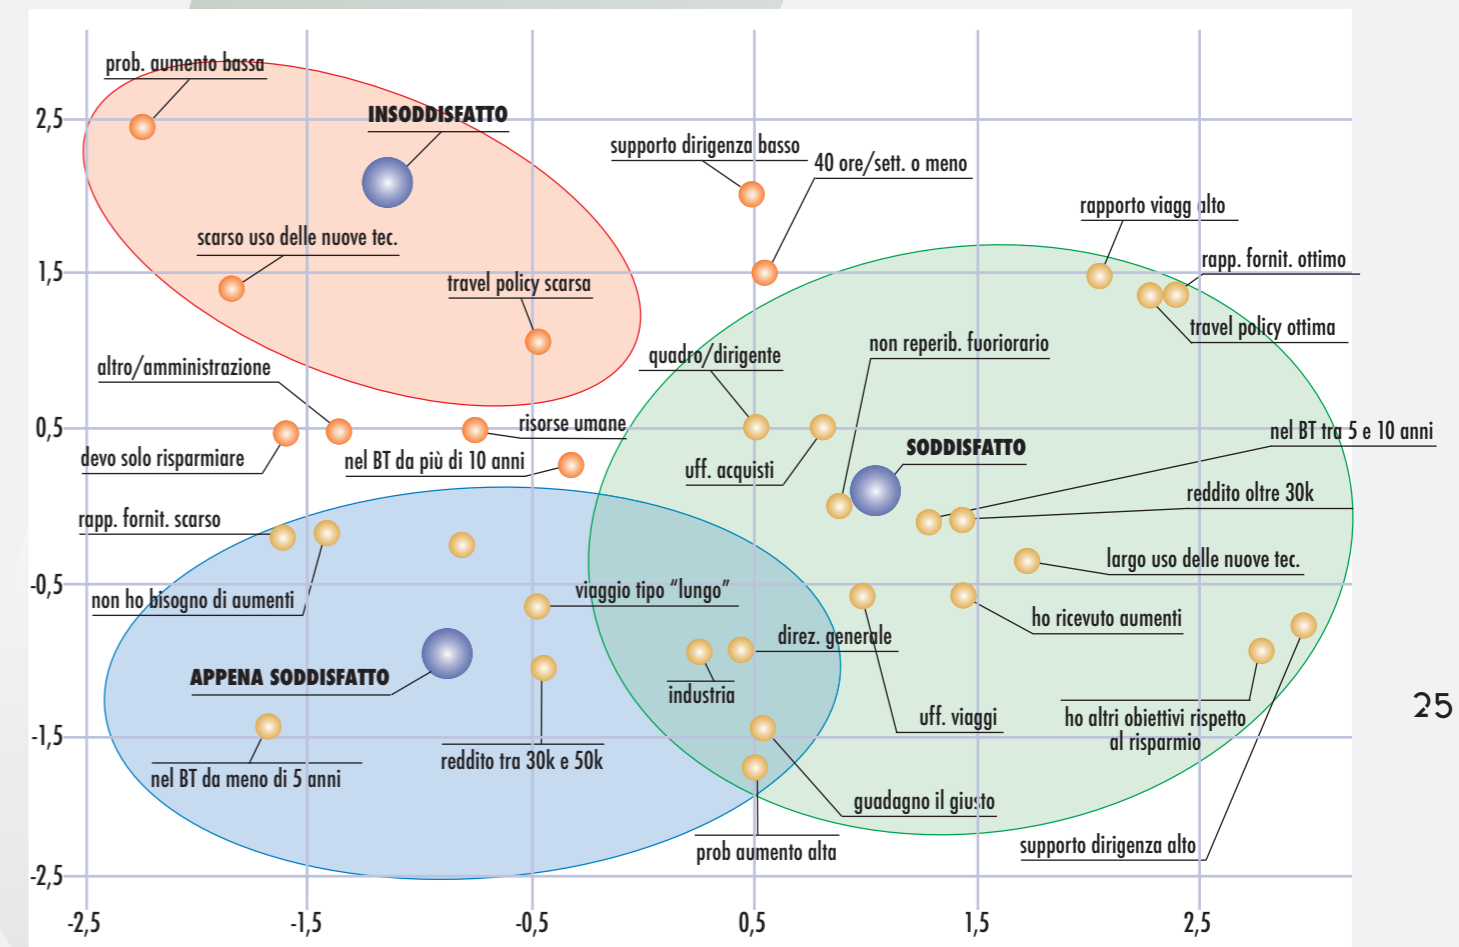 prob. aumento bassa
INSODDISFATTO
2,5
supporto dirigenza basso
40 ore/sett. o meno
rapporto viagg alto
scarso uso delle nuove tec.
rapp. fornit. ottimo
1,5
travel policy scarsa
travel policy ottima
non reperib. fuoriorario
quadro/dirigente
altro/amministrazione
0,5
risorse umane
nel BT tra 5 e 10 anni
SODDISFATTO
devo solo risparmiare
nel BT da più di 10 anni
uff. acquisti
reddito oltre 30k
rapp. fornit. scarso
largo uso delle nuove tec.
-0,5
viaggio tipo “lungo”
non ho bisogno di aumenti
ho ricevuto aumenti
direz. generale
APPENA SODDISFATTO
industria
25
uff. viaggi
ho altri obiettivi rispetto
al risparmio
-1,5
reddito tra 30k e 50k
nel BT da meno di 5 anni
guadagno il giusto
prob aumento alta
supporto dirigenza alto
-2,5
-2,5
-1,5
-0,5
0,5
1,5
2,5